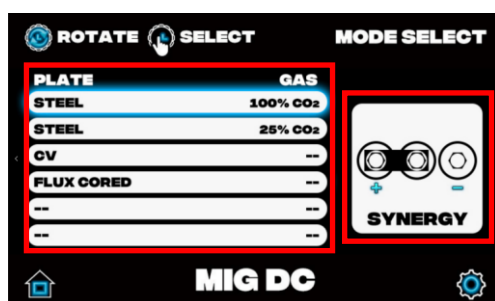 ROTATE SELECT MODE SELECT
PLATE GAS
STEEL 100% CO₂
STEEL 25% CO₂
CV --
FLUX CORED --
-- --
-- --
+ −
SYNERGY
MIG DC